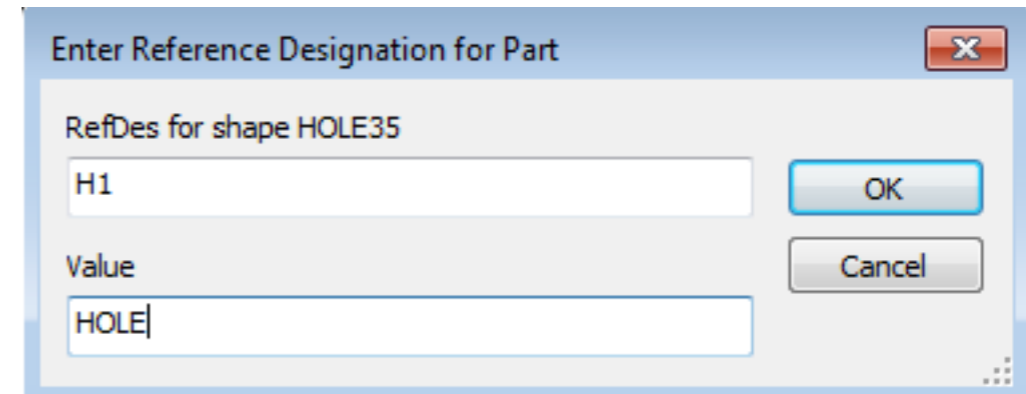 Enter Reference Designation for Part
RefDes for shape HOLE35
H1
OK
Value
Cancel
HOLE